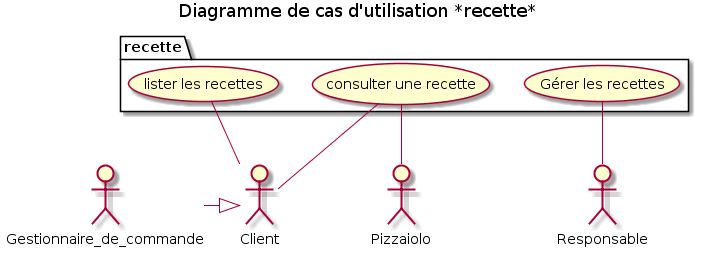 Diagramme de cas d'utilisation *recette*
recette
lister les recettes
consulter une recette
Gérer les recettes
Gestionnaire_de_commande
Client
Pizzaiolo
Responsable